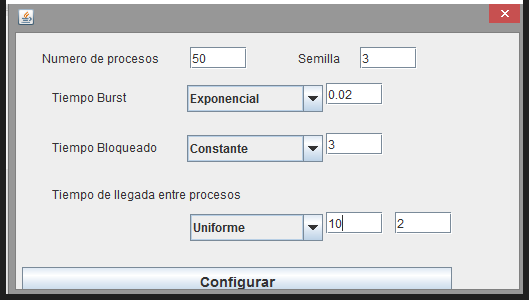 Numero de procesos 50 Semilla 3
Tiempo Burst Exponencial 0.02
Tiempo Bloqueado Constante 3
Tiempo de llegada entre procesos
Uniforme 10 2
Configurar